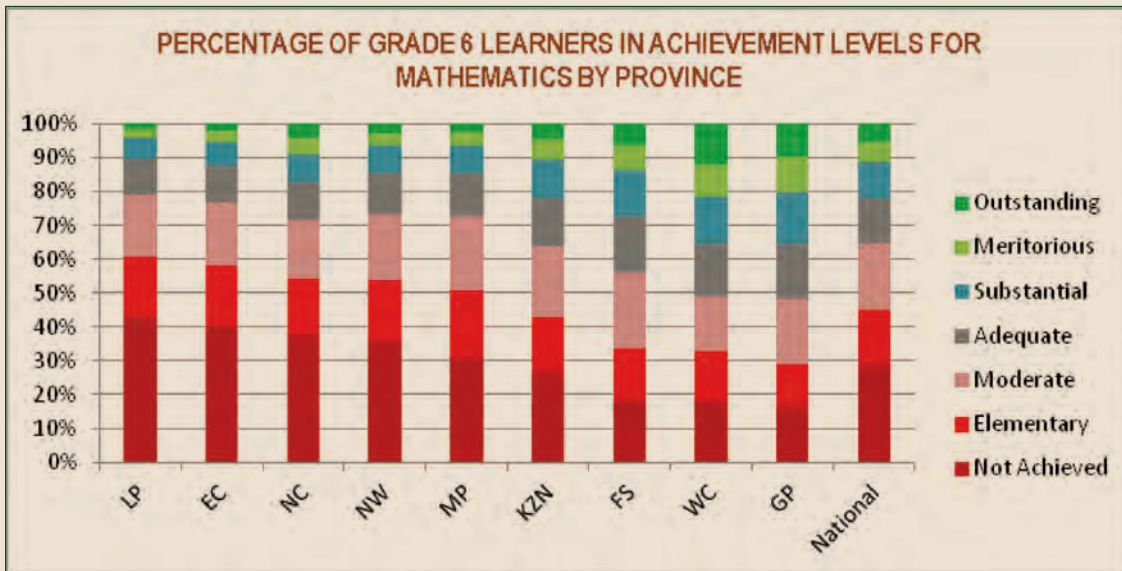 PERCENTAGE OF GRADE 6 LEARNERS IN ACHIEVEMENT LEVELS FOR
MATHEMATICS BY PROVINCE
100%
90%
80%
70%
60%
50%
40%
30%
20%
10%
0%
LP
EC
NC
NW
MP
KZN
FS
WC
GP
National
Outstanding
Meritorious
Substantial
Adequate
Moderate
Elementary
Not Achieved